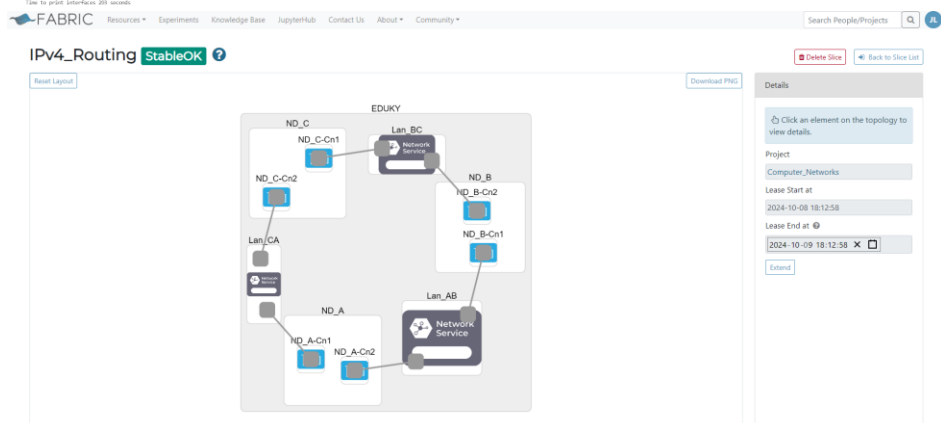 Time to print interfaces 293 seconds
FABRIC Resources Experiments Knowledge Base JupyterHub Contact Us About Community Search People/Projects JL
IPv4_Routing StableOK ?
Delete Slice Back to Slice List
Reset Layout
Download PNG
EDUKY
ND_C
ND_C-Cn1
ND_C-Cn2
Lan_BC
Network
Service
ND_B
ND_B-Cn2
ND_B-Cn1
Lan_CA
Network
Service
ND_A
ND_A-Cn1
ND_A-Cn2
Lan_AB
Network
Service
Details
Click an element on the topology to
view details.
Project
Computer_Networks
Lease Start at
2024-10-08 18:12:58
Lease End at ?
2024-10-09 18:12:58
Extend